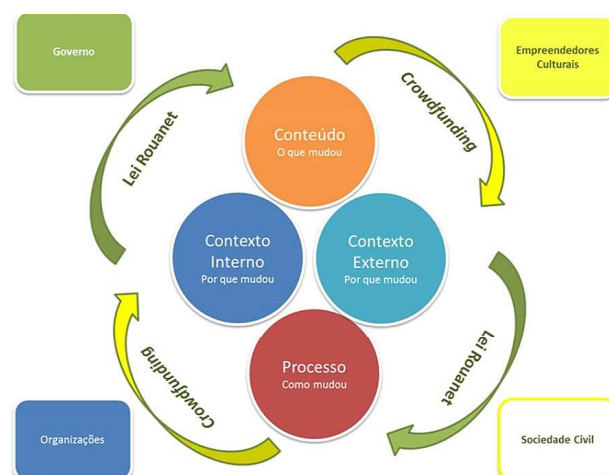 Governo
Empreendedores
Culturais
Lei Rouanet
Crowdfunding
Conteúdo
O que mudou
Contexto
Interno
Por que mudou
Contexto
Externo
Por que mudou
Processo
Como mudou
Crowdfunding
Lei Rouanet
Organizações
Sociedade Civil